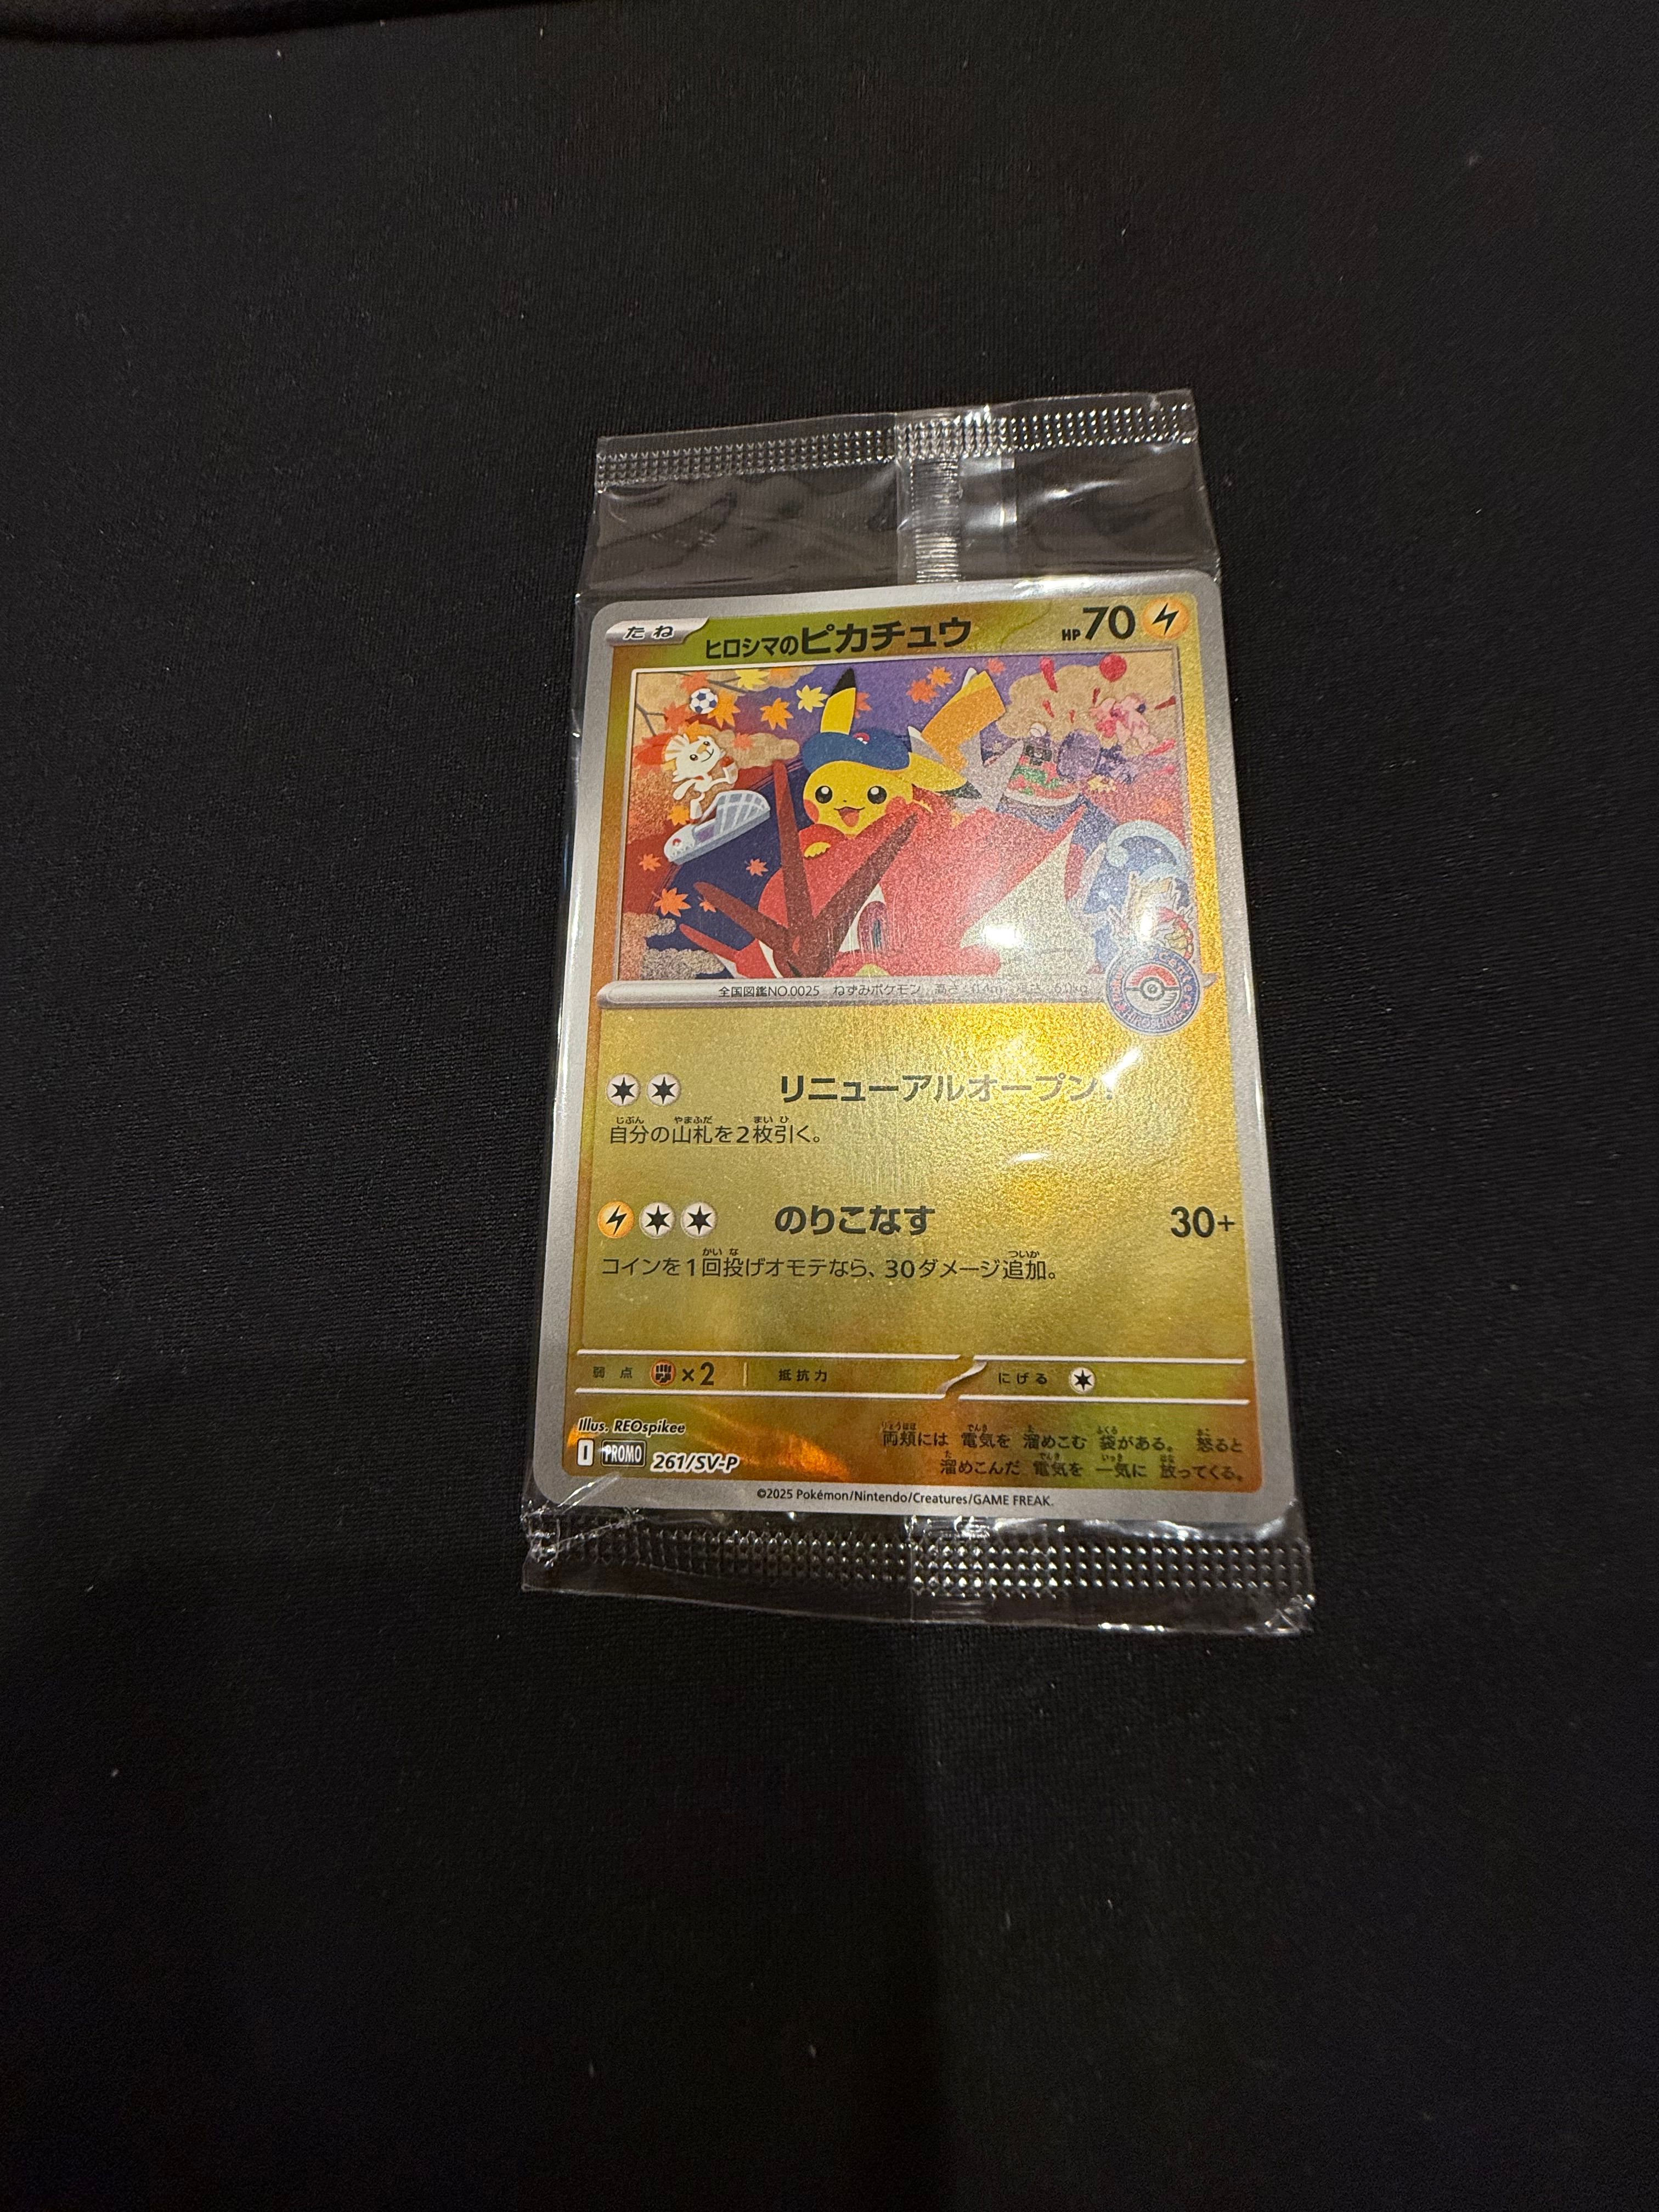 たね ヒロシマのピカチュウ HP 70
全国図鑑NO.0025 ねずみポケモン 高さ
HIROSHIMA
リニューアルオープン!
自分の山札を2枚引く。
のりこなす 30+
コインを1回投げオモテなら、30ダメージ追加。
弱点 ×2 抵抗力 にげる
Illus. REOspikee
I PROMO 261/SV-P
両頬には 電気を 溜めこむ 袋がある。 怒ると
溜めこんだ 電気を 一気に 放ってくる。
©2025 Pokémon/Nintendo/Creatures/GAME FREAK.